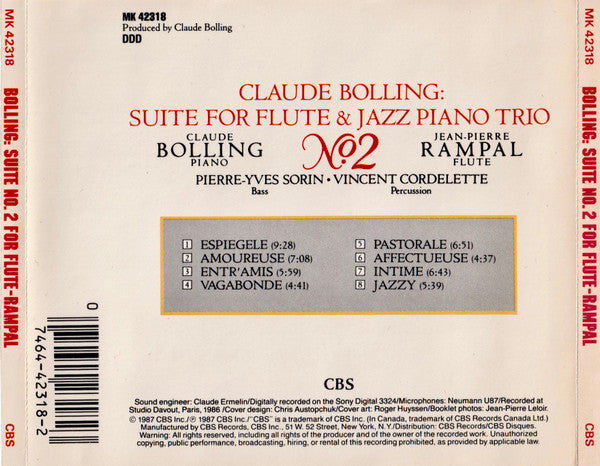 MK 42318
BOLLING: SUITE NO. 2 FOR FLUTE-RAMPAL
CBS
MK 42318
Produced by Claude Bolling
DDD
CLAUDE BOLLING:
SUITE FOR FLUTE & JAZZ PIANO TRIO
CLAUDE
BOLLING
PIANO
No.2
JEAN-PIERRE
RAMPAL
FLUTE
PIERRE-YVES SORIN • VINCENT CORDELETTE
Bass Percussion
1 ESPIEGELE (9:28)
2 AMOUREUSE (7:08)
3 ENTR'AMIS (5:59)
4 VAGABONDE (4:41)
5 PASTORALE (6:51)
6 AFFECTUEUSE (4:37)
7 INTIME (6:43)
8 JAZZY (5:39)
0
7464-42318-2
CBS
Sound engineer: Claude Ermelin/Digitally recorded on the Sony Digital 3324/Microphones: Neumann U87/Recorded at
Studio Davout, Paris, 1986 /Cover design: Chris Austopchuk/Cover art: Roger Huyssen/Booklet photos: Jean-Pierre Leloir.
© 1987 CBS Inc./℗ 1987 CBS Inc./"CBS" is a trademark of CBS Inc. (In Canada, trademark of CBS Records Canada Ltd.)
Manufactured by CBS Records, CBS Inc., 51 W. 52 Street, New York, N.Y./Distribution: CBS Records/CBS Disques.
Warning: All rights reserved, including all rights of the producer and of the owner of the recorded work. Unauthorized
copying, public performance, broadcasting, hiring, or rental of this recording prohibited, as provided by applicable law.
MK 42318
BOLLING: SUITE NO. 2 FOR FLUTE-RAMPAL
CBS